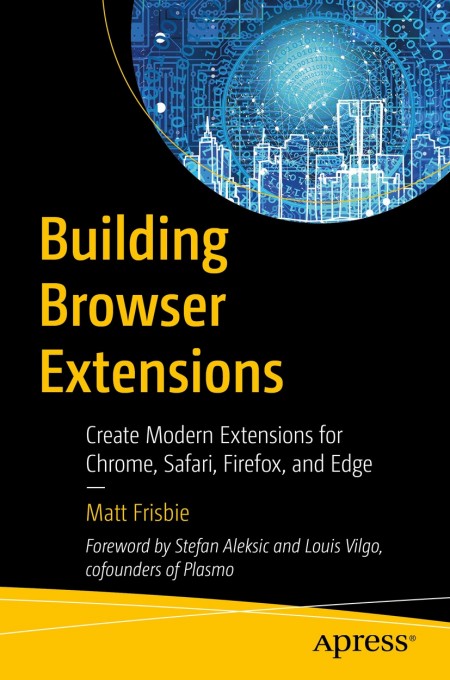 Building
Browser
Extensions
Create Modern Extensions for
Chrome, Safari, Firefox, and Edge
Matt Frisbie
Foreword by Stefan Aleksic and Louis Vilgo,
cofounders of Plasmo
Apress®